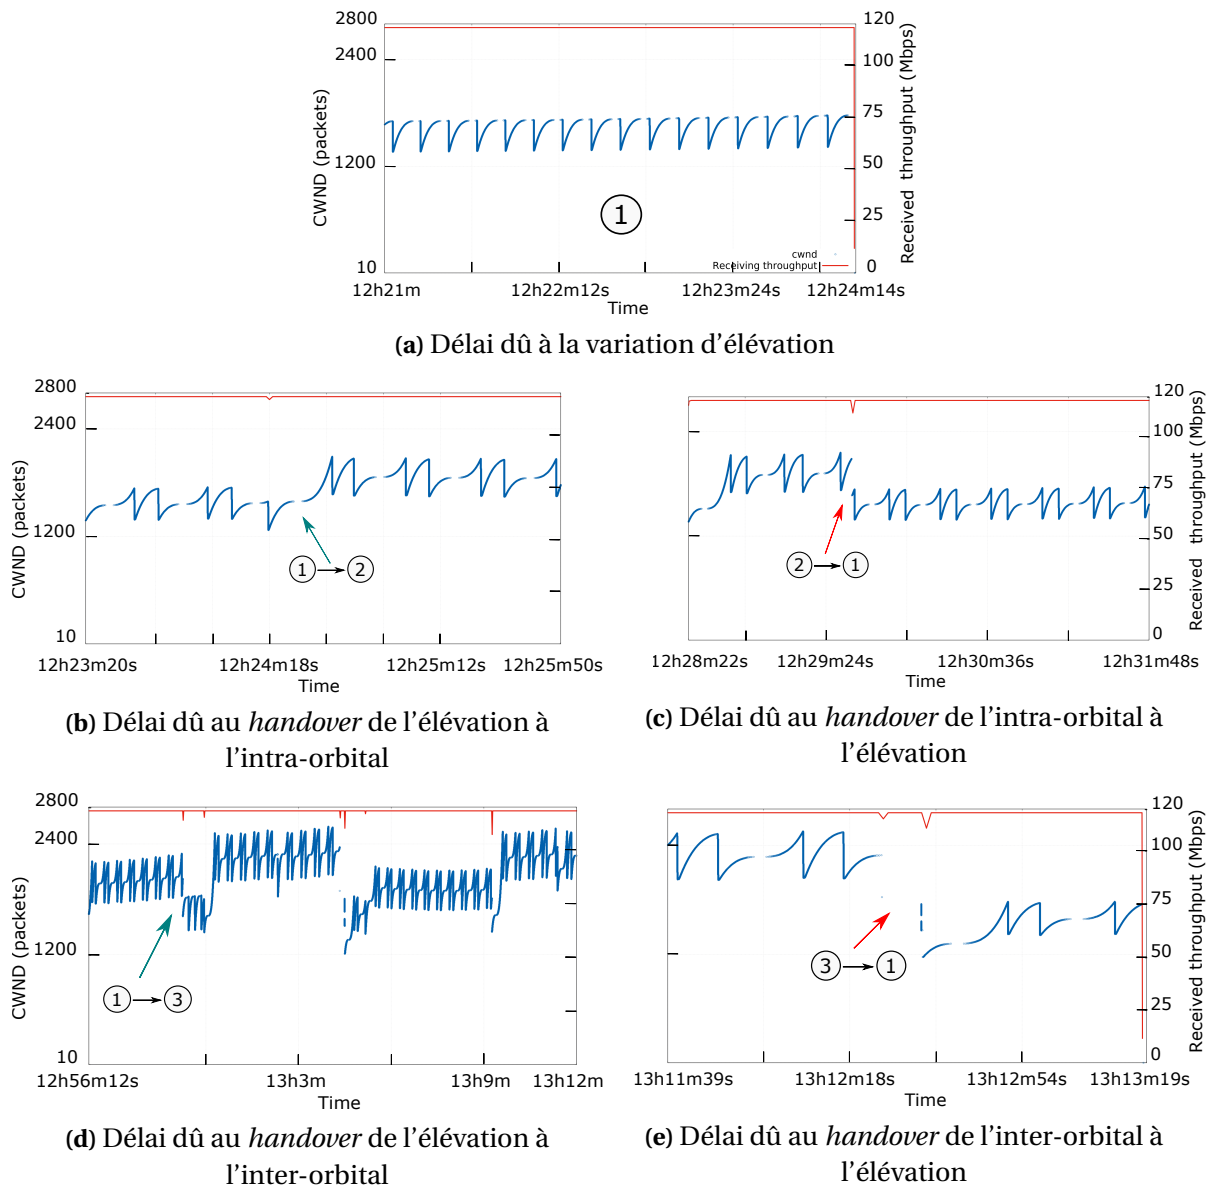 2800
2400
1200
10
CWND (packets)
120
100
75
50
25
0
Received throughput (Mbps)
1
cwnd
Receiving throughput
12h21m 12h22m12s 12h23m24s 12h24m14s
Time
(a) Délai dû à la variation d'élévation
2800
2400
1200
10
CWND (packets)
1 2
12h23m20s 12h24m18s 12h25m12s 12h25m50s
Time
(b) Délai dû au handover de l'élévation à
l'intra-orbital
120
100
75
50
25
0
Received throughput (Mbps)
2 1
12h28m22s 12h29m24s 12h30m36s 12h31m48s
Time
(c) Délai dû au handover de l'intra-orbital à
l'élévation
2800
2400
1200
10
CWND (packets)
1 3
12h56m12s 13h3m 13h9m 13h12m
Time
(d) Délai dû au handover de l'élévation à
l'inter-orbital
120
100
75
50
25
0
Received throughput (Mbps)
3 1
13h11m39s 13h12m18s 13h12m54s 13h13m19s
Time
(e) Délai dû au handover de l'inter-orbital à
l'élévation